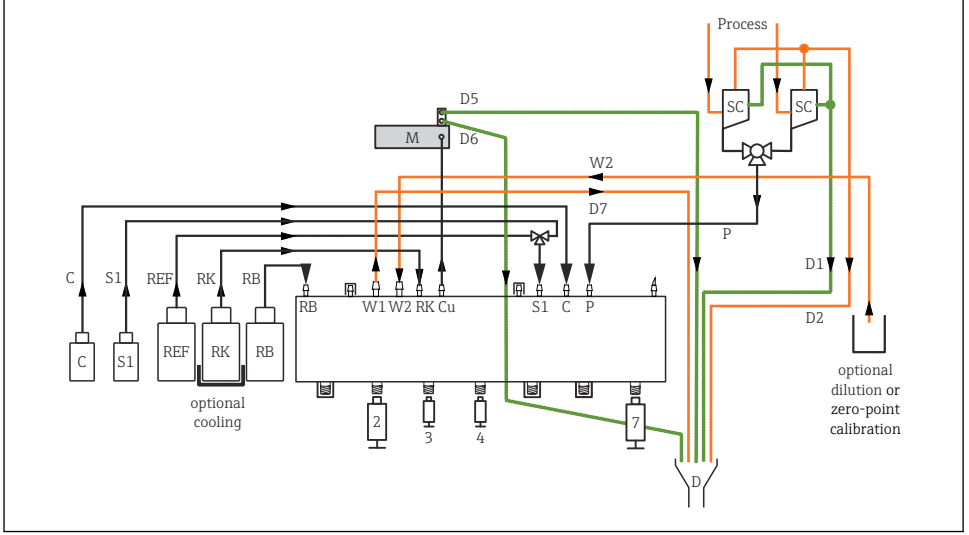 Process
SC
SC
D5
M
D6
W2
D7
P
C
S1
REF
RK
RB
D1
RB
W1
W2
RK
Cu
S1
C
P
D2
C
S1
REF
RK
RB
optional
cooling
optional
dilution or
zero-point
calibration
2
3
4
7
D